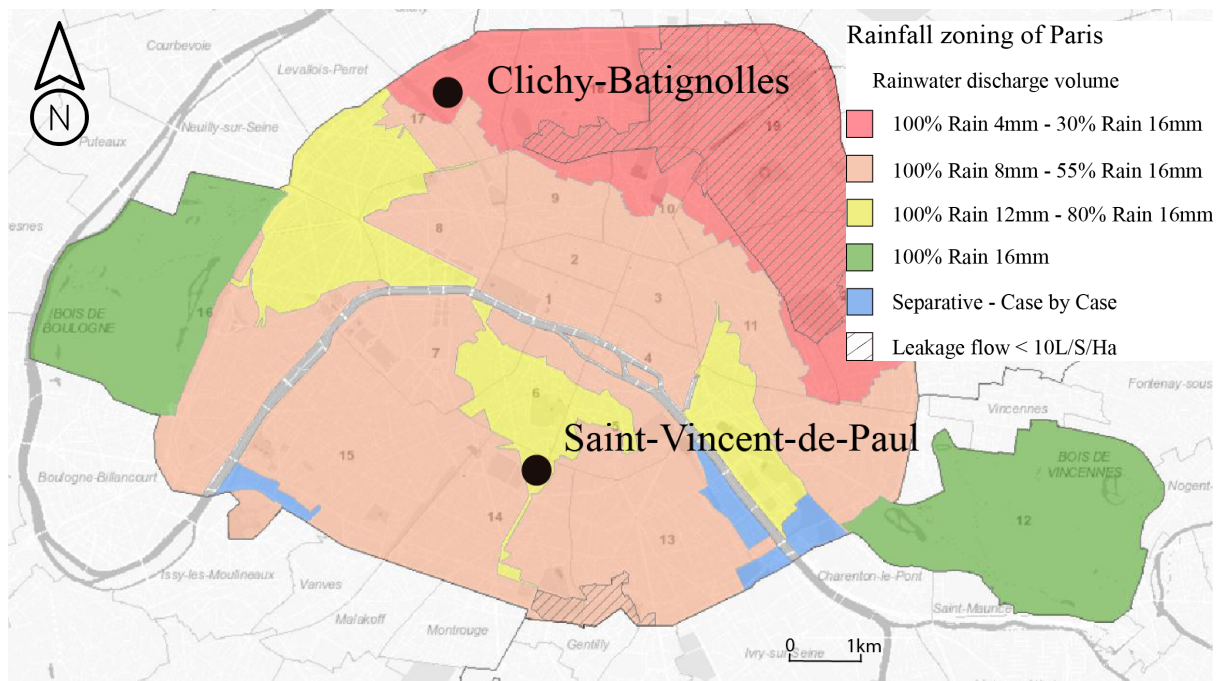 Rainfall zoning of Paris
Rainwater discharge volume
100% Rain 4mm - 30% Rain 16mm
100% Rain 8mm - 55% Rain 16mm
100% Rain 12mm - 80% Rain 16mm
100% Rain 16mm
Separative - Case by Case
Leakage flow < 10L/S/Ha
N
Clichy-Batignolles
Saint-Vincent-de-Paul
Courbevoie
Levallois-Perret
Neuilly-sur-Seine
Puteaux
esnes
BOIS DE
BOULOGNE
Boulogne-Billancourt
Issy-les-Moulineaux
Vanves
Malakoff
Montrouge
Gentilly
Ivry-sur-Seine
Charenton-le-Pont
Saint-Maurice
Vincennes
Fontenay-sous
BOIS DE
VINCENNES
Nogent-
17
18
19
9
10
8
2
3
1
11
16
7
4
6
5
15
14
13
12
0 1km